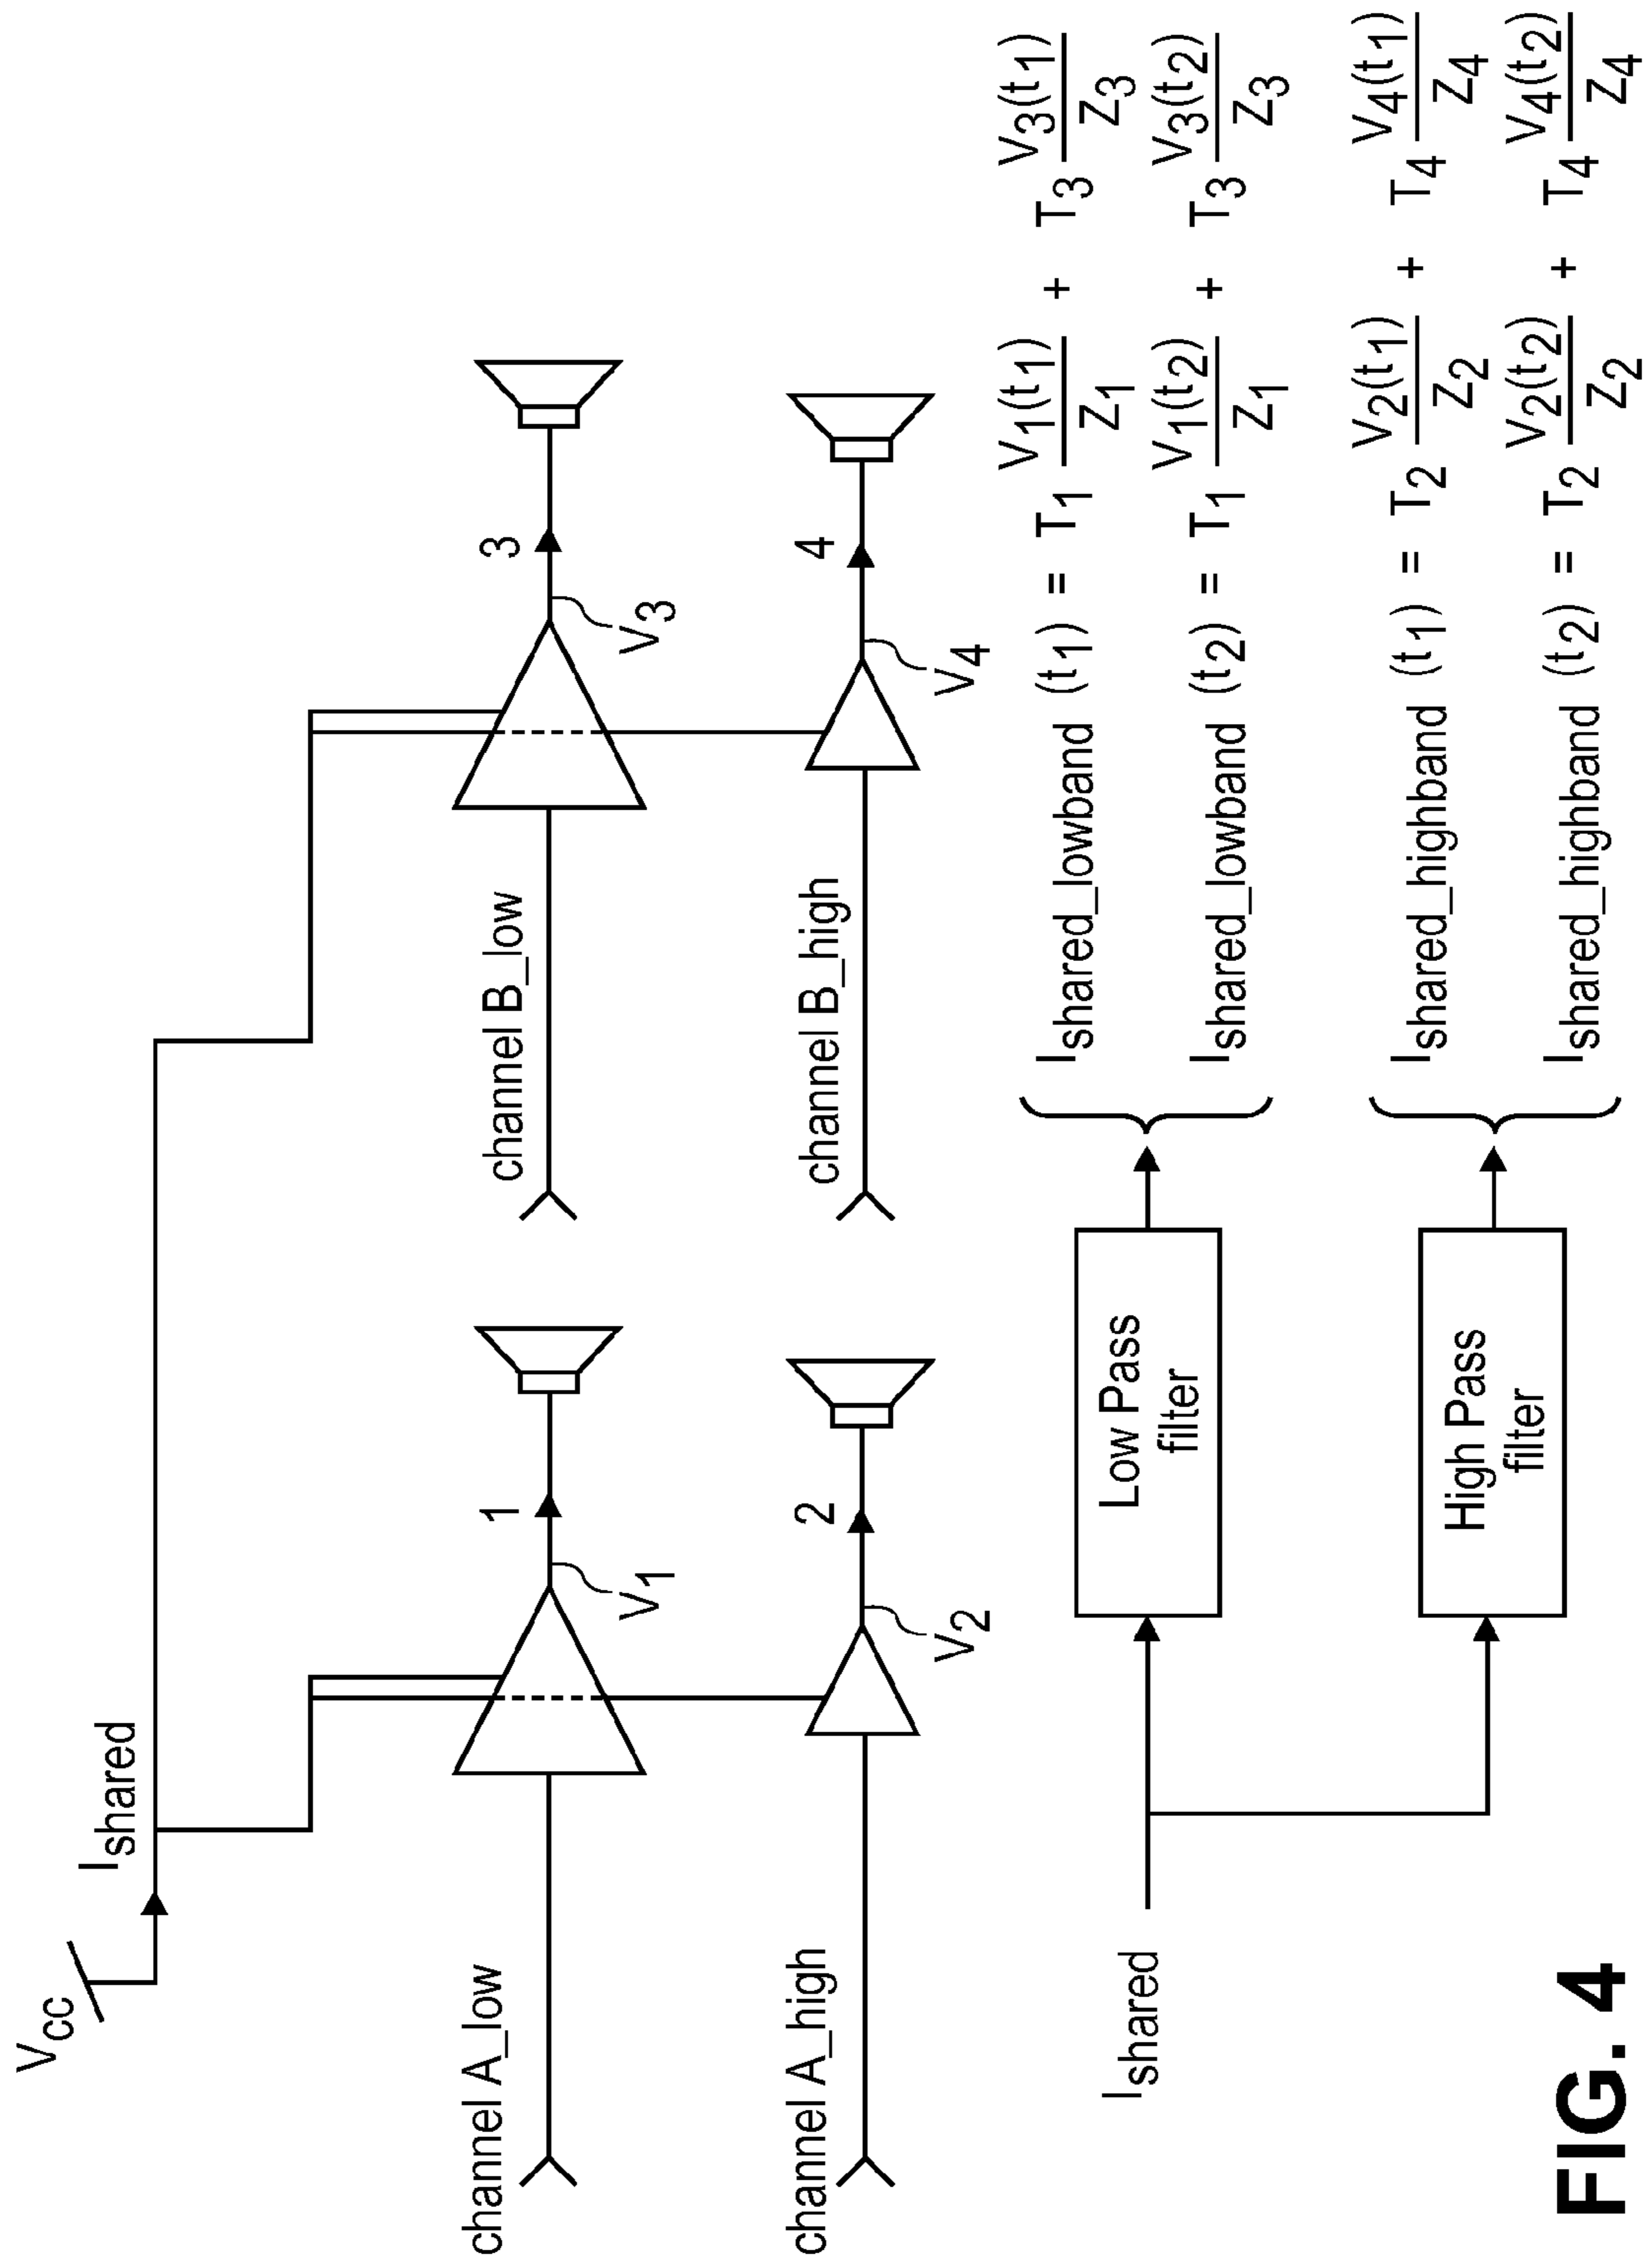 Vcc
Ishared
channel A_low
1
V1
channel B_low
3
V3
channel A_high
2
V2
channel B_high
4
V4
Ishared
Low Pass
filter
Ishared_lowband (t1) = T1 V1(t1)/Z1 + T3 V3(t1)/Z3
Ishared_lowband (t2) = T1 V1(t2)/Z1 + T3 V3(t2)/Z3
High Pass
filter
Ishared_highband (t1) = T2 V2(t1)/Z2 + T4 V4(t1)/Z4
Ishared_highband (t2) = T2 V2(t2)/Z2 + T4 V4(t2)/Z4
FIG. 4